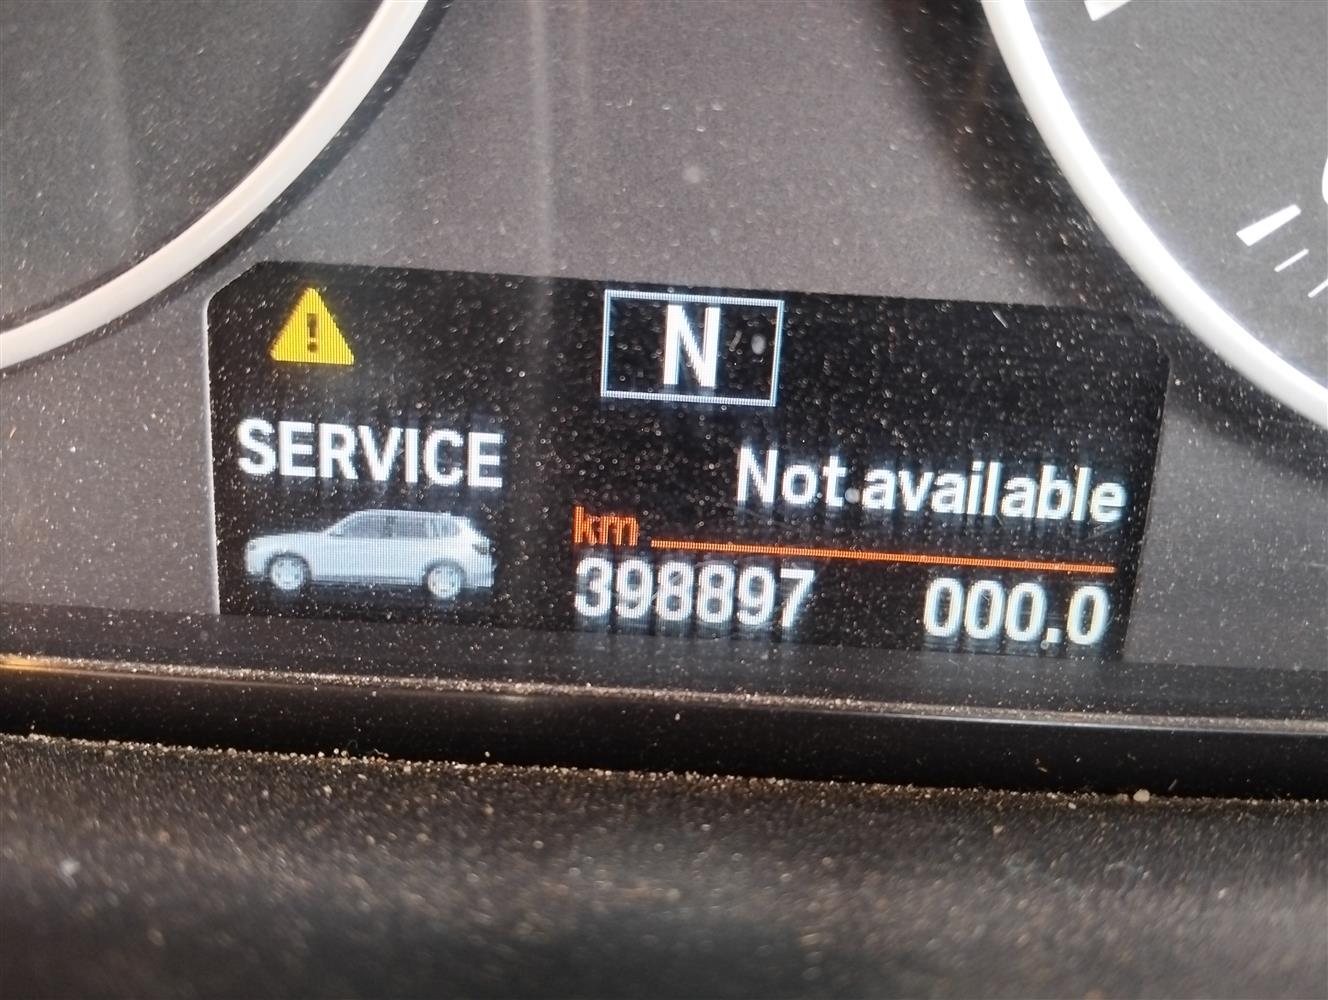 N
SERVICE
Not available
km
398897 000.0